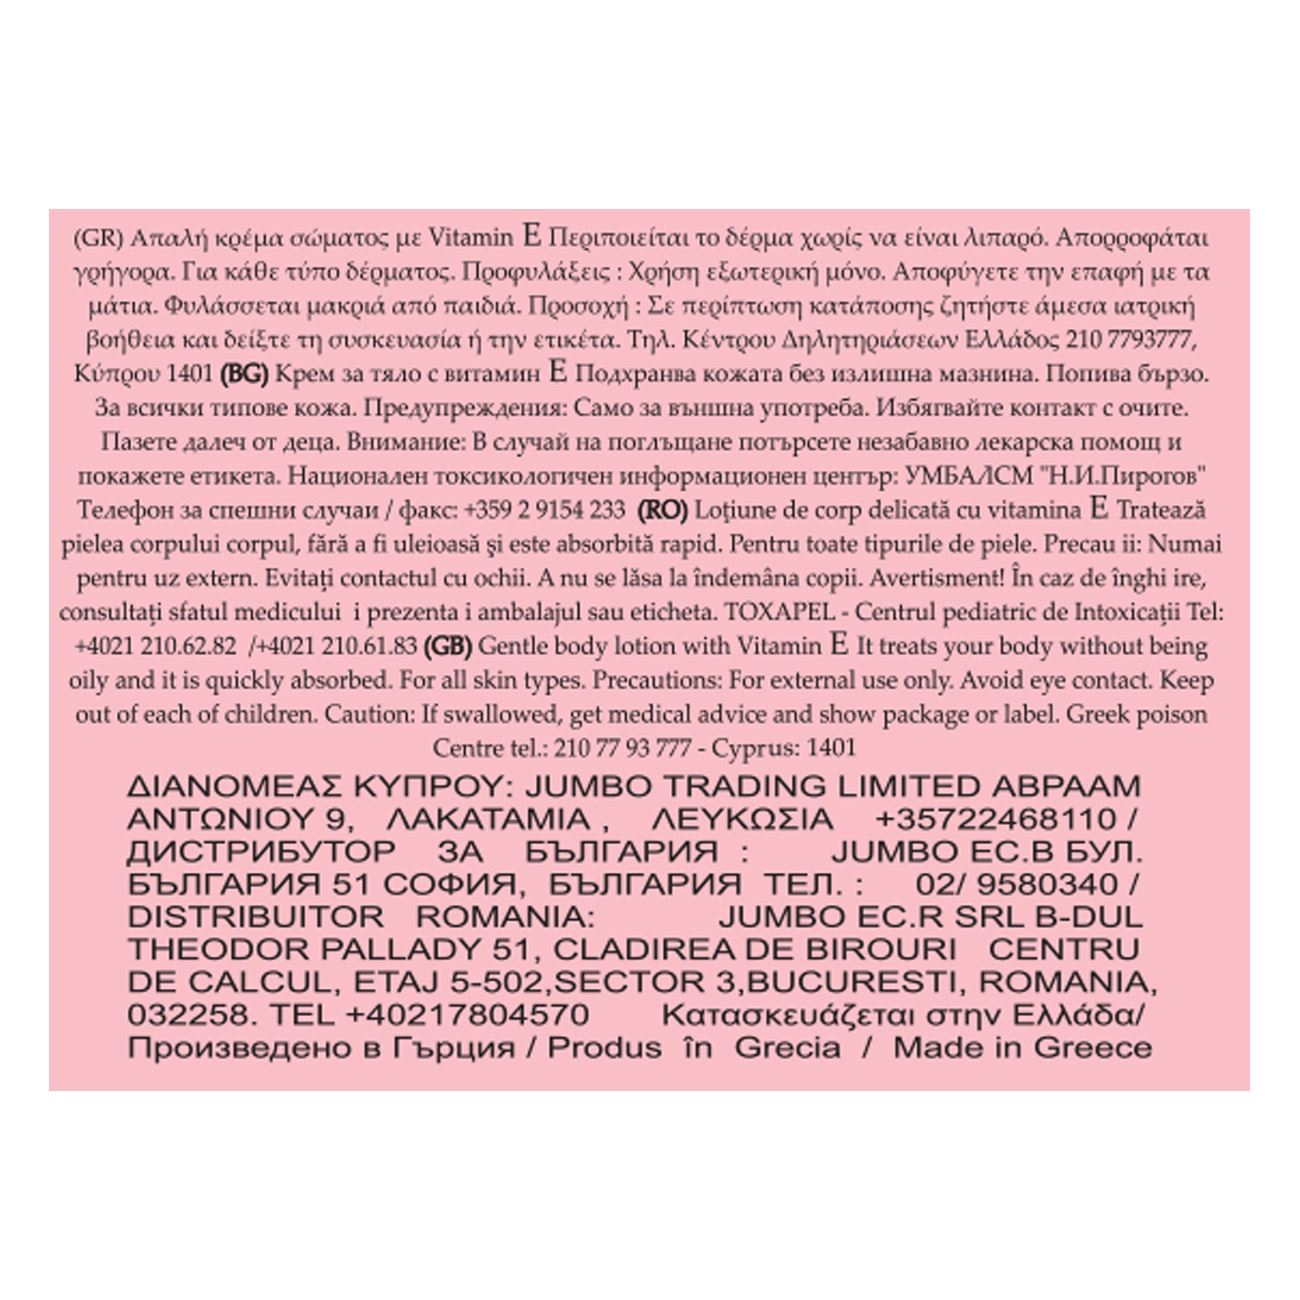 (GR) Απαλή κρέμα σώματος με Vitamin E Περιποιείται το δέρμα χωρίς να είναι λιπαρό. Απορροφάται
γρήγορα. Για κάθε τύπο δέρματος. Προφυλάξεις : Χρήση εξωτερική μόνο. Αποφύγετε την επαφή με τα
μάτια. Φυλάσσεται μακριά από παιδιά. Προσοχή : Σε περίπτωση κατάποσης ζητήστε άμεσα ιατρική
βοήθεια και δείξτε τη συσκευασία ή την ετικέτα. Τηλ. Κέντρου Δηλητηριάσεων Ελλάδος 210 7793777,
Κύπρου 1401 (BG) Крем за тяло с витамин E Подхранва кожата без излишна мазнина. Попива бързо.
За всички типове кожа. Предупреждения: Само за външна употреба. Избягвайте контакт с очите.
Пазете далеч от деца. Внимание: В случай на поглъщане потърсете незабавно лекарска помощ и
покажете етикета. Национален токсикологичен информационен център: УМБАЛСМ "Н.И.Пирогов"
Телефон за спешни случаи / факс: +359 2 9154 233 (RO) Loțiune de corp delicată cu vitamina E Tratează
pielea corpului corpul, fără a fi uleioasă şi este absorbită rapid. Pentru toate tipurile de piele. Precau ii: Numai
pentru uz extern. Evitați contactul cu ochii. A nu se lăsa la îndemâna copii. Avertisment! În caz de înghi ire,
consultați sfatul medicului i prezenta i ambalajul sau eticheta. TOXAPEL - Centrul pediatric de Intoxicații Tel:
+4021 210.62.82 /+4021 210.61.83 (GB) Gentle body lotion with Vitamin E It treats your body without being
oily and it is quickly absorbed. For all skin types. Precautions: For external use only. Avoid eye contact. Keep
out of each of children. Caution: If swallowed, get medical advice and show package or label. Greek poison
Centre tel.: 210 77 93 777 - Cyprus: 1401
ΔΙΑΝΟΜΕΑΣ ΚΥΠΡΟΥ: JUMBO TRADING LIMITED ΑΒΡΑΑΜ
ΑΝΤΩΝΙΟΥ 9, ΛΑΚΑΤΑΜΙΑ , ΛΕΥΚΩΣΙΑ +35722468110 /
ДИСТРИБУТОР ЗА БЪЛГАРИЯ : JUMBO EC.B БУЛ.
БЪЛГАРИЯ 51 СОФИЯ, БЪЛГАРИЯ ТЕЛ. : 02/ 9580340 /
DISTRIBUITOR ROMANIA: JUMBO EC.R SRL B-DUL
THEODOR PALLADY 51, CLADIREA DE BIROURI CENTRU
DE CALCUL, ETAJ 5-502,SECTOR 3,BUCURESTI, ROMANIA,
032258. TEL +40217804570 Κατασκευάζεται στην Ελλάδα/
Произведено в Гърция / Produs în Grecia / Made in Greece